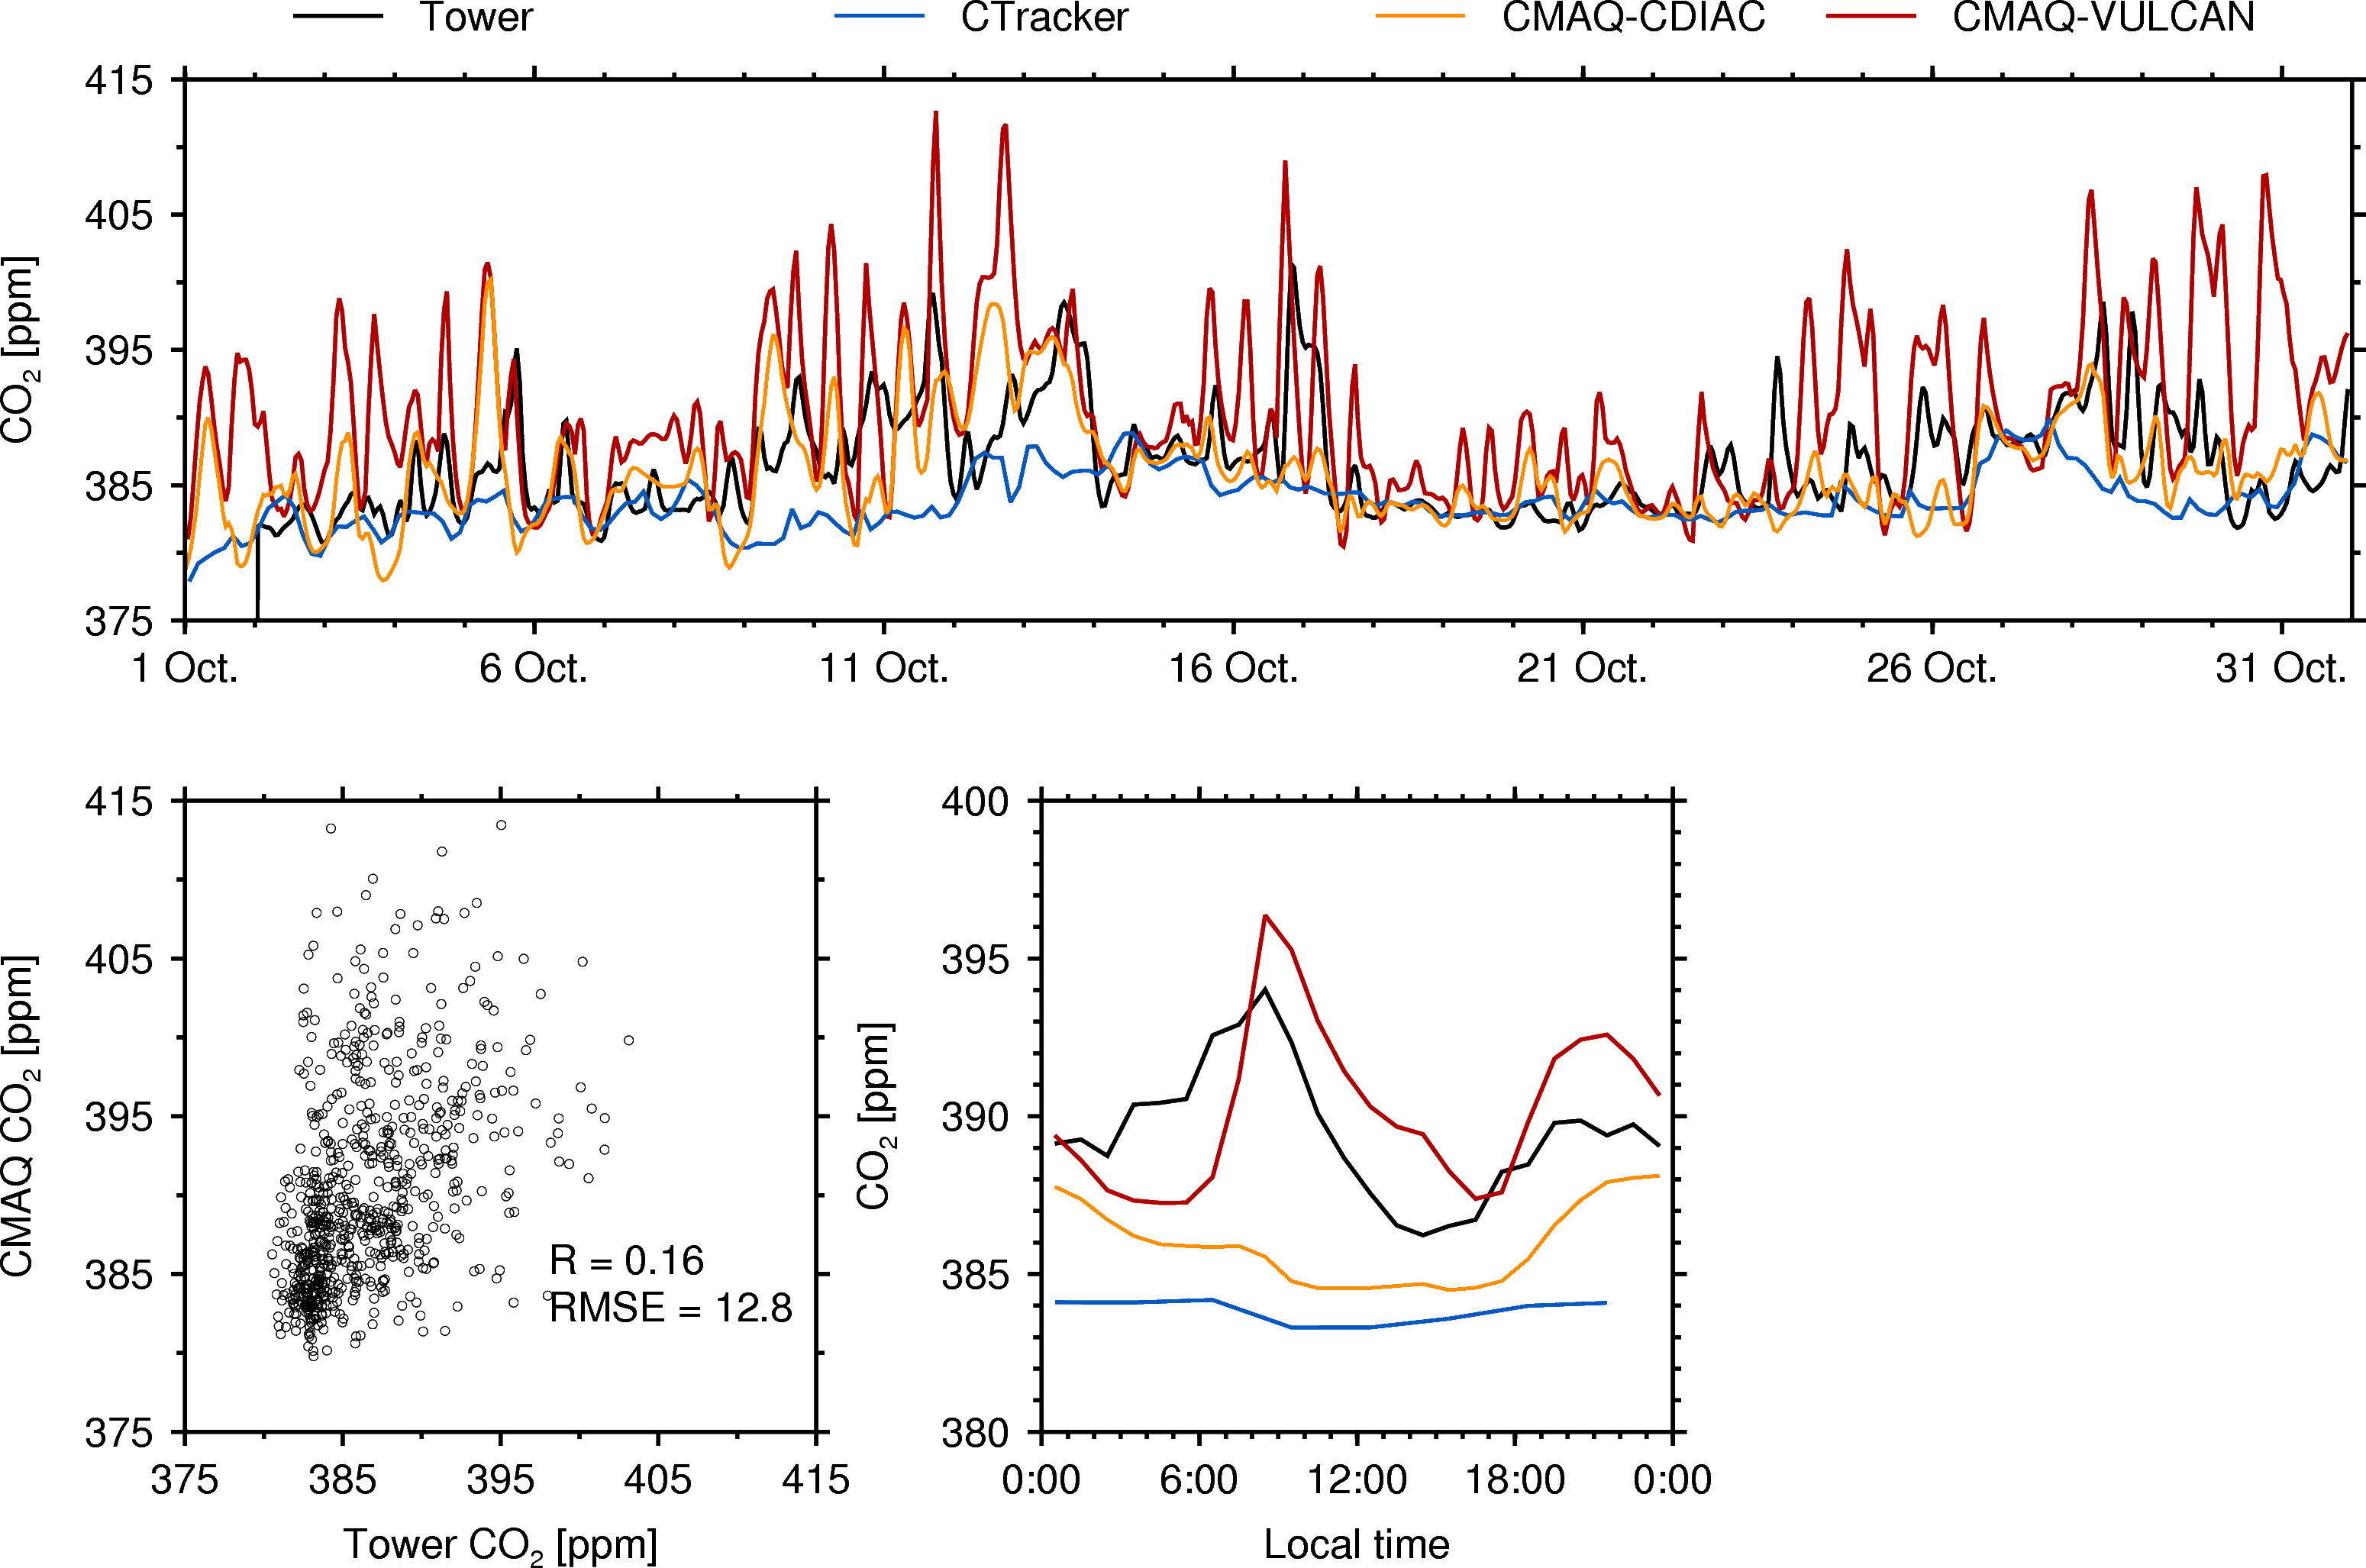 Tower CTracker CMAQ-CDIAC CMAQ-VULCAN
415
405
395
385
375
CO2 [ppm]
1 Oct. 6 Oct. 11 Oct. 16 Oct. 21 Oct. 26 Oct. 31 Oct.
415
405
395
385
375
CMAQ CO2 [ppm]
R = 0.16
RMSE = 12.8
375 385 395 405 415
Tower CO2 [ppm]
400
395
390
385
380
CO2 [ppm]
0:00 6:00 12:00 18:00 0:00
Local time